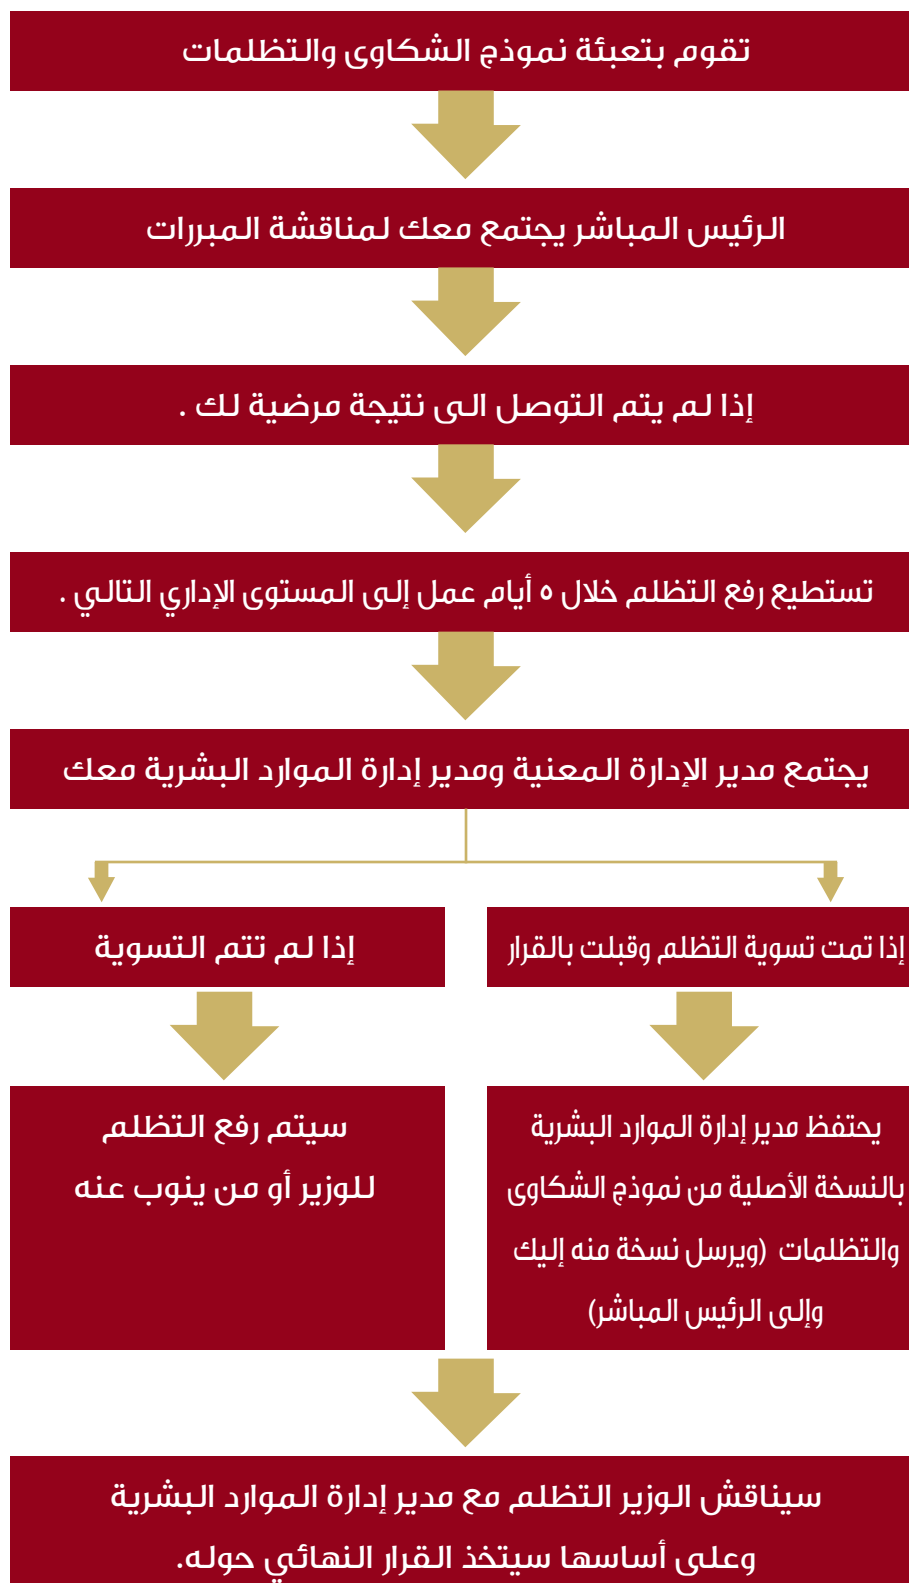 تقوم بتعبئة نموذج الشكاوى والتظلمات
الرئيس المباشر يجتمع معك لمناقشة المبررات
إذا لم يتم التوصل الى نتيجة مرضية لك .
تستطيع رفع التظلم خلال ٥ أيام عمل إلى المستوى الإداري التالي .
يجتمع مدير الإدارة المعنية ومدير إدارة الموارد البشرية معك
إذا تمت تسوية التظلم وقبلت بالقرار
يحتفظ مدير إدارة الموارد البشرية
بالنسخة الأصلية من نموذج الشكاوى
والتظلمات (ويرسل نسخة منه إليك
وإلى الرئيس المباشر)
إذا لم تتم التسوية
سيتم رفع التظلم
للوزير أو من ينوب عنه
سيناقش الوزير التظلم مع مدير إدارة الموارد البشرية
وعلى أساسها سيتخذ القرار النهائي حوله.